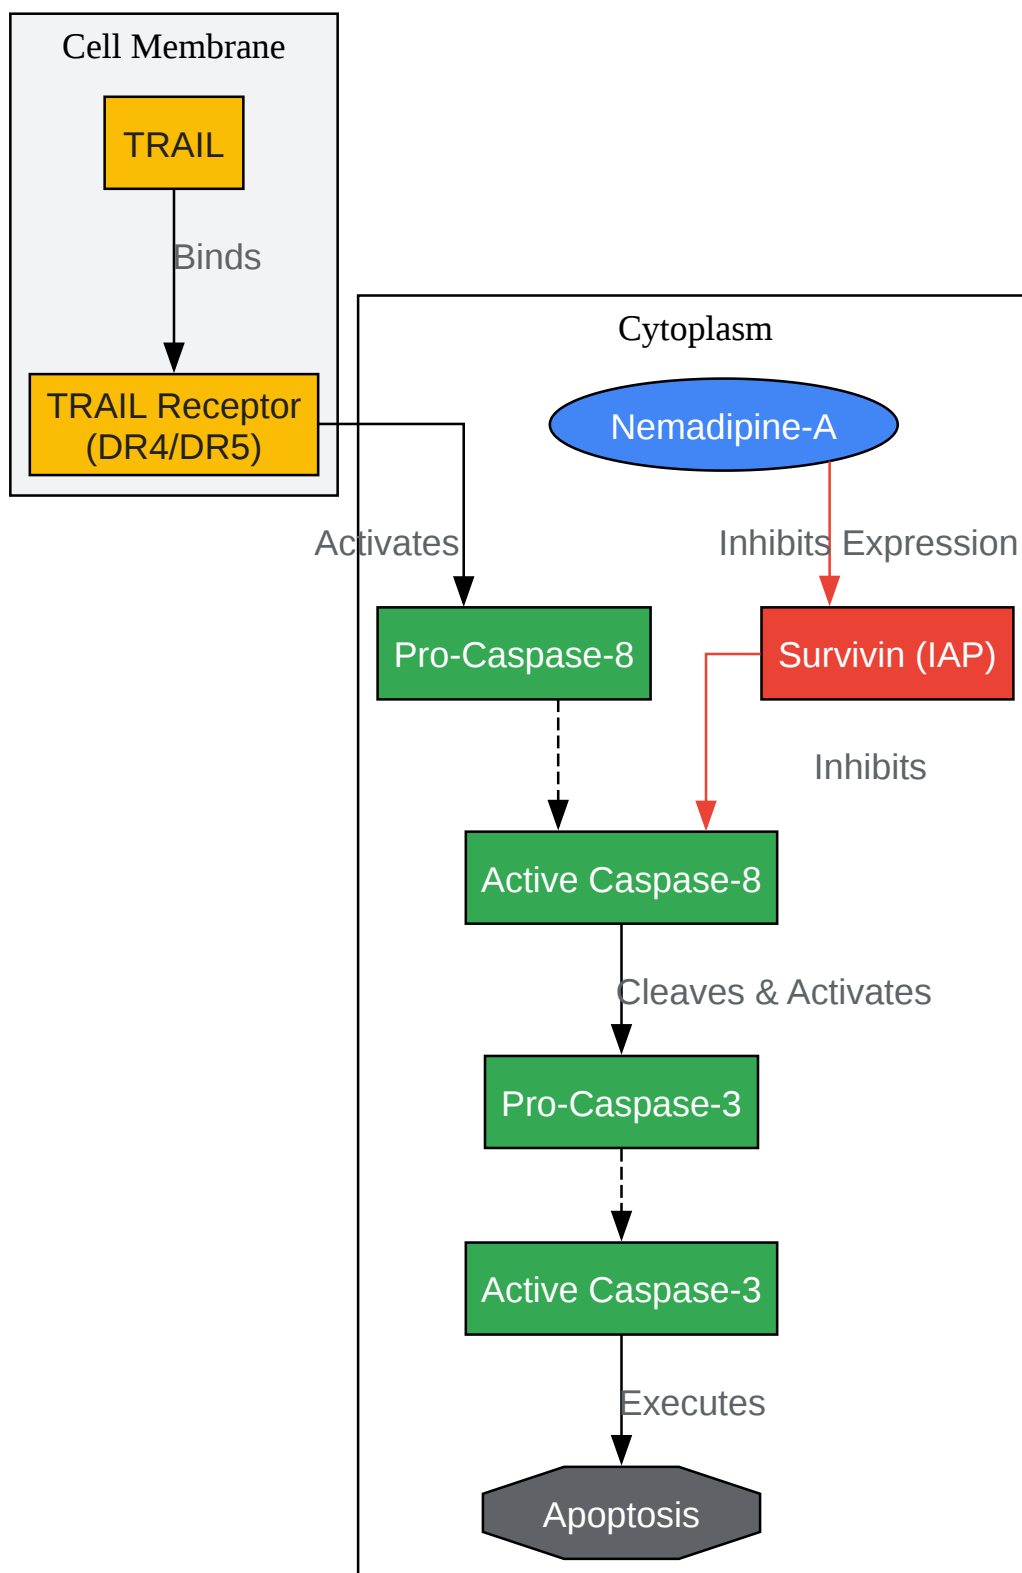 Cell Membrane
TRAIL
Binds
TRAIL Receptor
(DR4/DR5)
Cytoplasm
Nemadipine-A
Activates
Inhibits Expression
Pro-Caspase-8
Survivin (IAP)
Inhibits
Active Caspase-8
Cleaves & Activates
Pro-Caspase-3
Active Caspase-3
Executes
Apoptosis